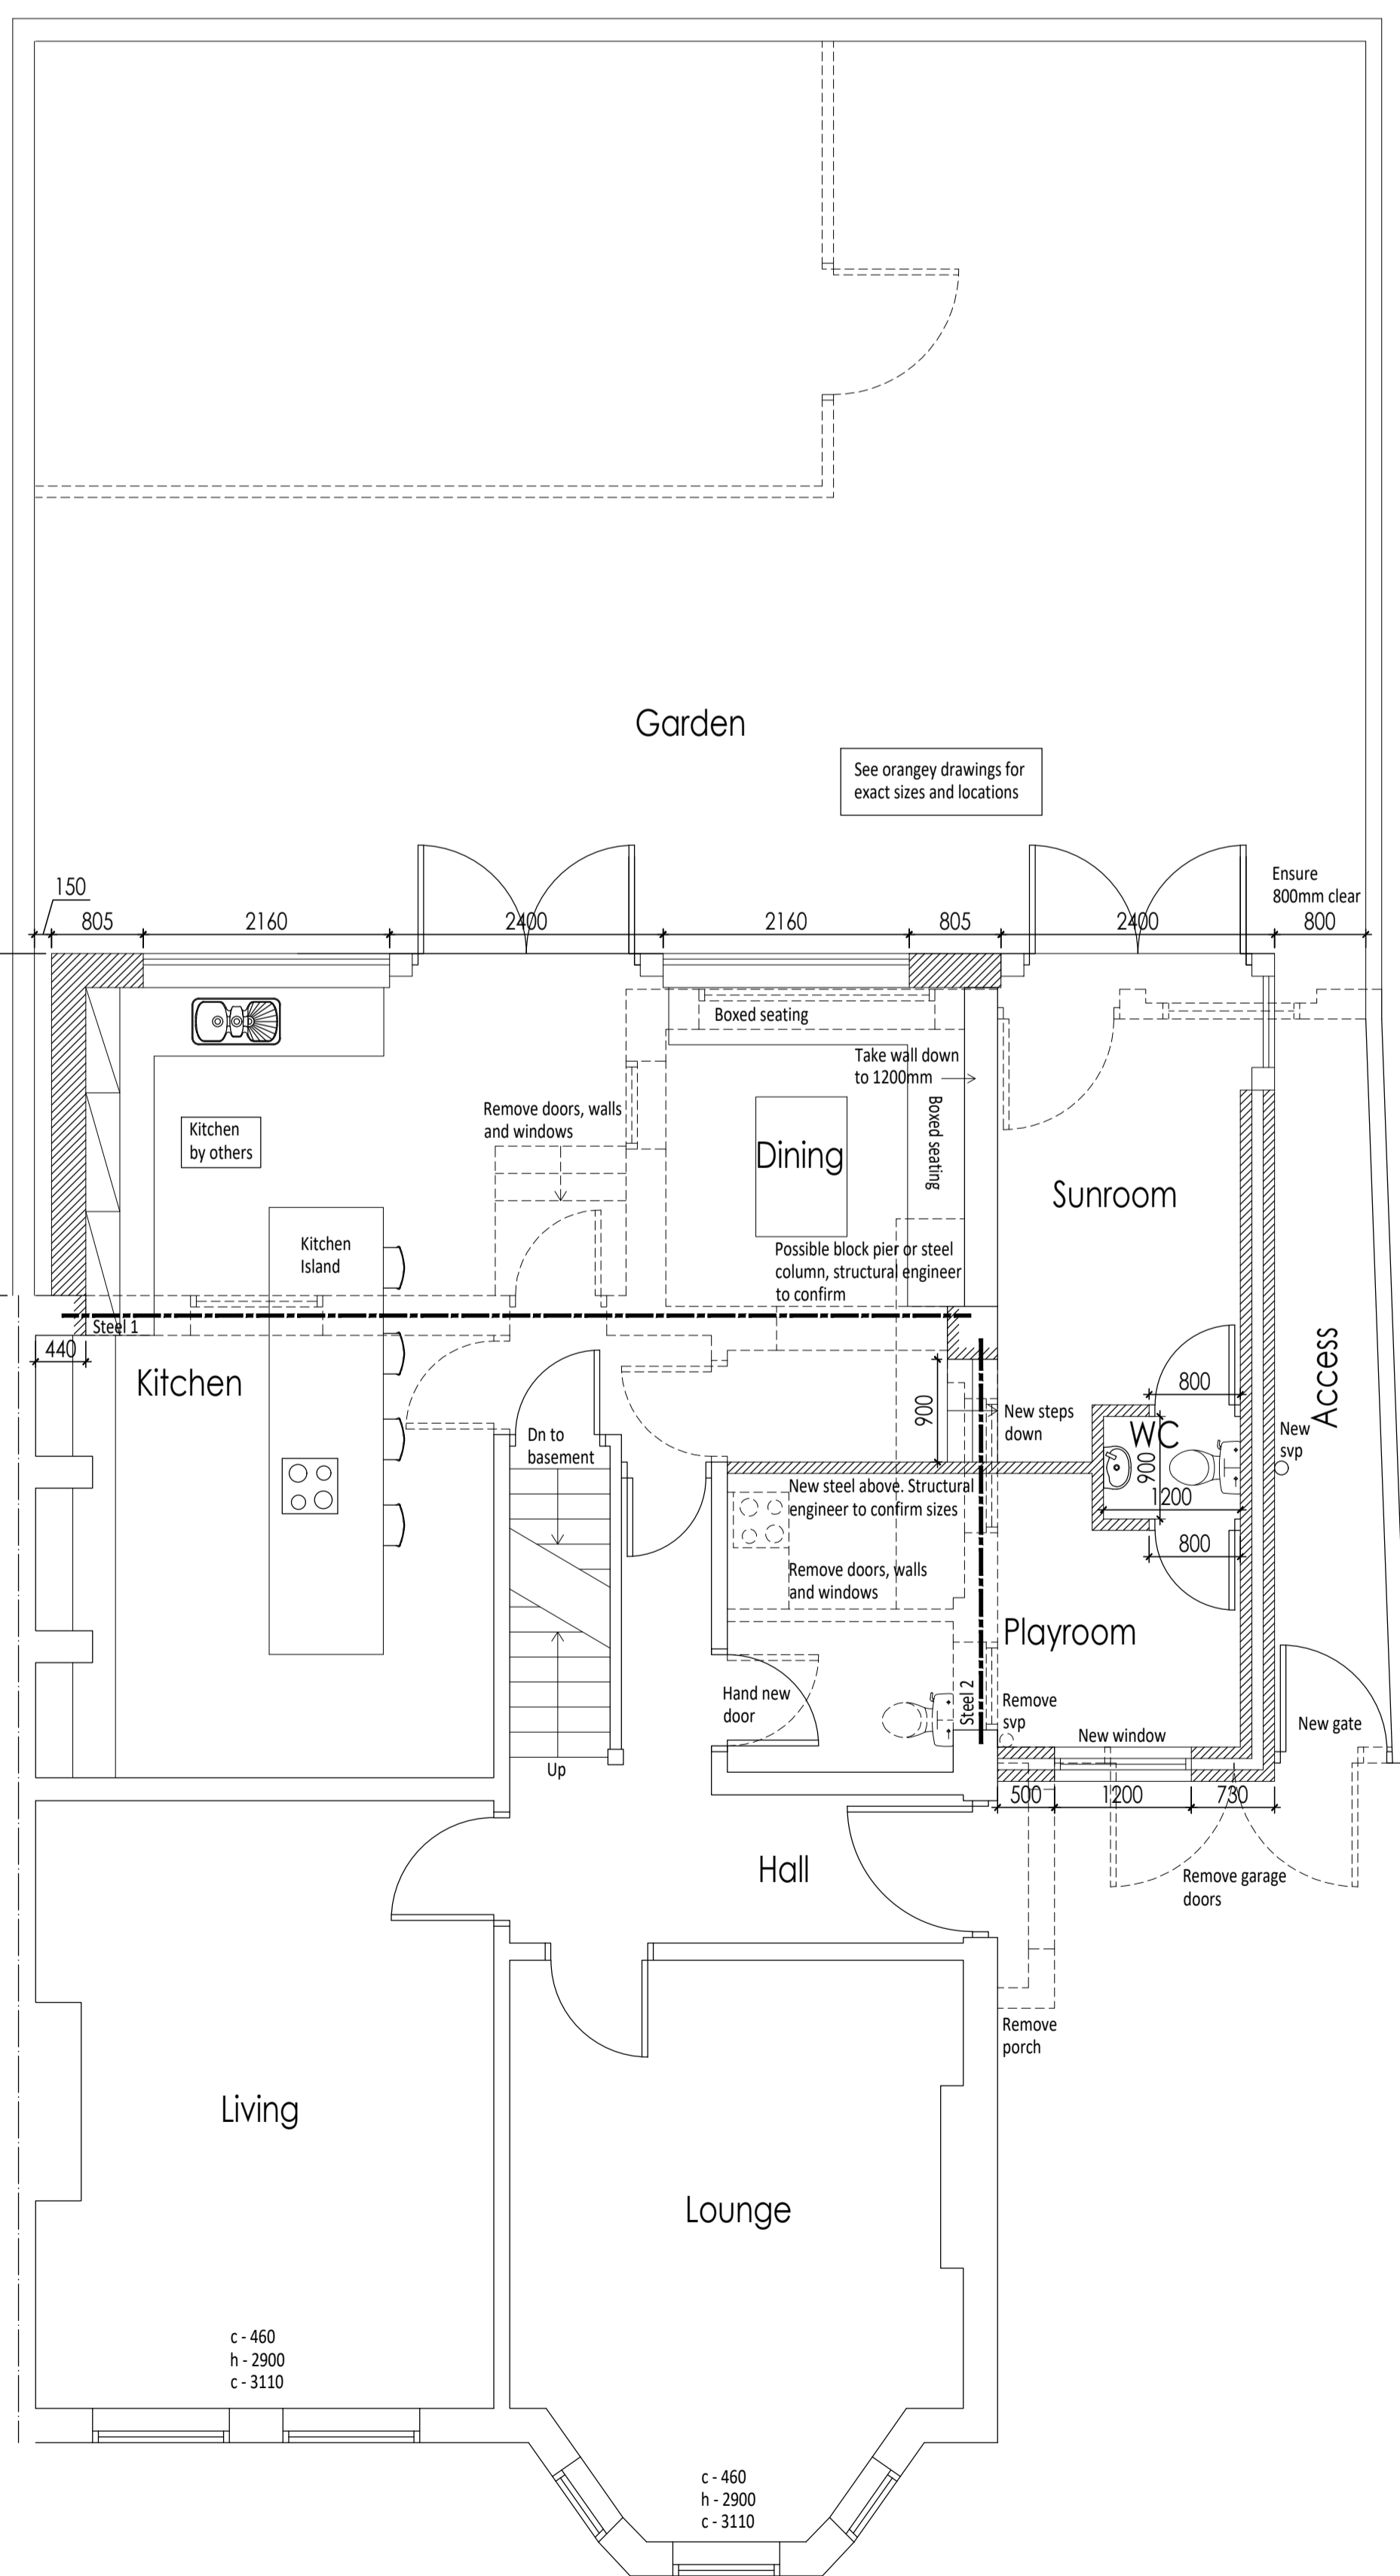 Garden
See orangey drawings for
exact sizes and locations
Ensure
800mm clear
150
805
2160
2400
2160
805
2400
800
Boxed seating
Take wall down
to 1200mm
Remove doors, walls
and windows
Boxed seating
Kitchen
by others
Dining
Sunroom
Kitchen
Island
Possible block pier or steel
column, structural engineer
to confirm
Steel 1
440
Kitchen
Access
800
900
New steps
down
WC
New
svp
Dn to
basement
900
1200
New steel above. Structural
engineer to confirm sizes
800
Remove doors, walls
and windows
Playroom
Hand new
door
Steel 2
Remove
svp
New window
New gate
Up
500
1200
730
Hall
Remove garage
doors
Remove
porch
Living
Lounge
c - 460
h - 2900
c - 3110
c - 460
h - 2900
c - 3110